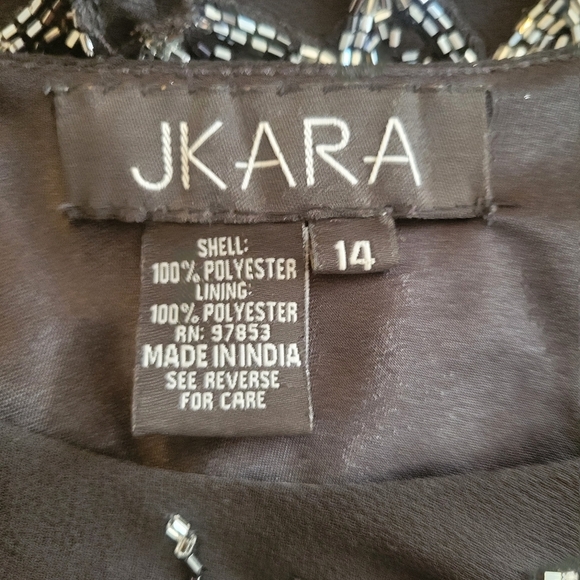 JKARA
14
SHELL:
100% POLYESTER
LINING:
100% POLYESTER
RN: 97853
MADE IN INDIA
SEE REVERSE
FOR CARE